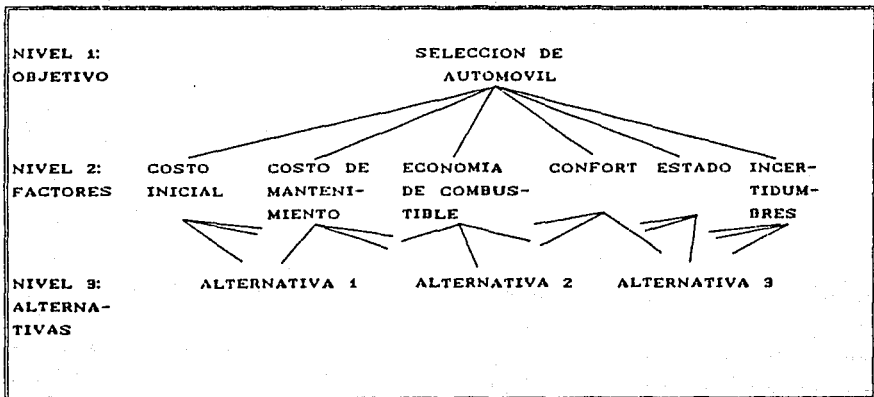 NIVEL 1: SELECCION DE
OBJETIVO AUTOMOVIL
NIVEL 2: COSTO COSTO DE ECONOMIA CONFORT ESTADO INCER-
FACTORES INICIAL MANTENI- DE COMBUS- TIDUM-
MIENTO TIBLE BRES
NIVEL 3: ALTERNATIVA 1 ALTERNATIVA 2 ALTERNATIVA 3
ALTERNA-
TIVAS